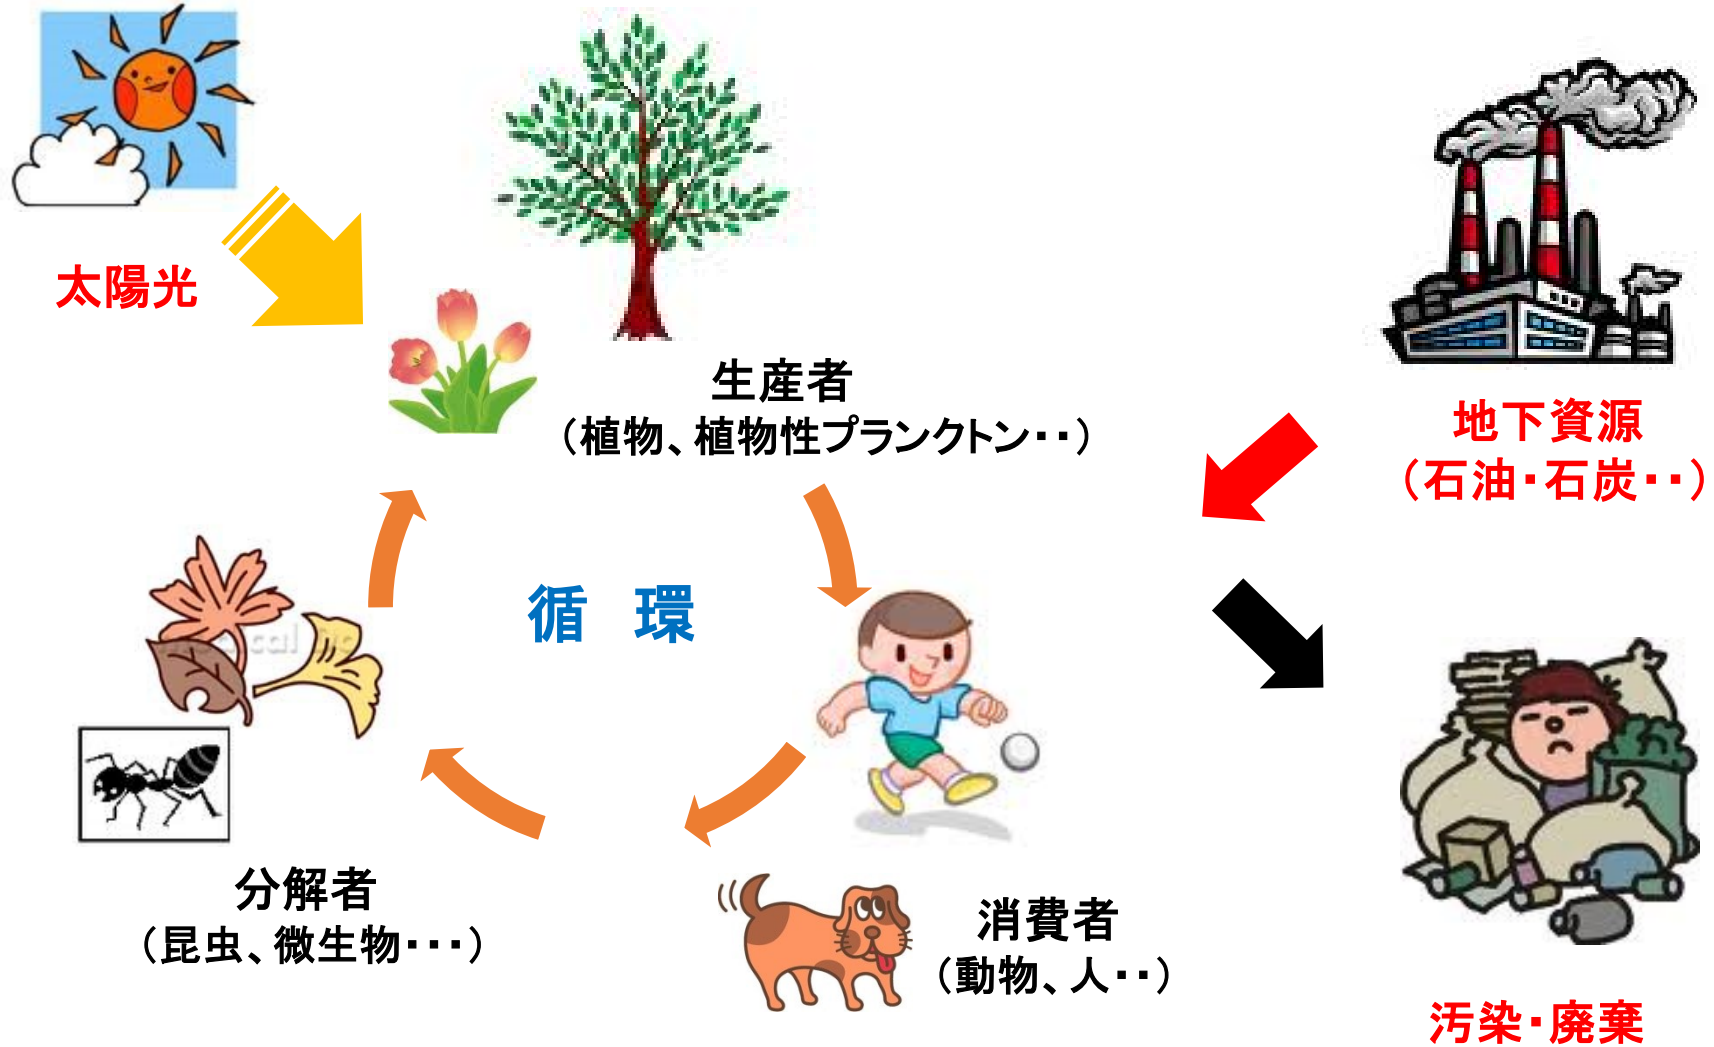 太陽光
生産者
（植物、植物性プランクトン・・）
地下資源
（石油・石炭・・）
循　環
分解者
（昆虫、微生物・・・）
消費者
（動物、人・・）
汚染・廃棄